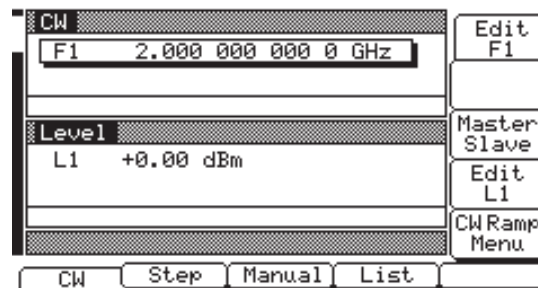 CW
F1 2.000 000 000 0 GHz
Level
L1 +0.00 dBm
Edit
F1
Master-
Slave
Edit
L1
CW Ramp
Menu
CW Step Manual List